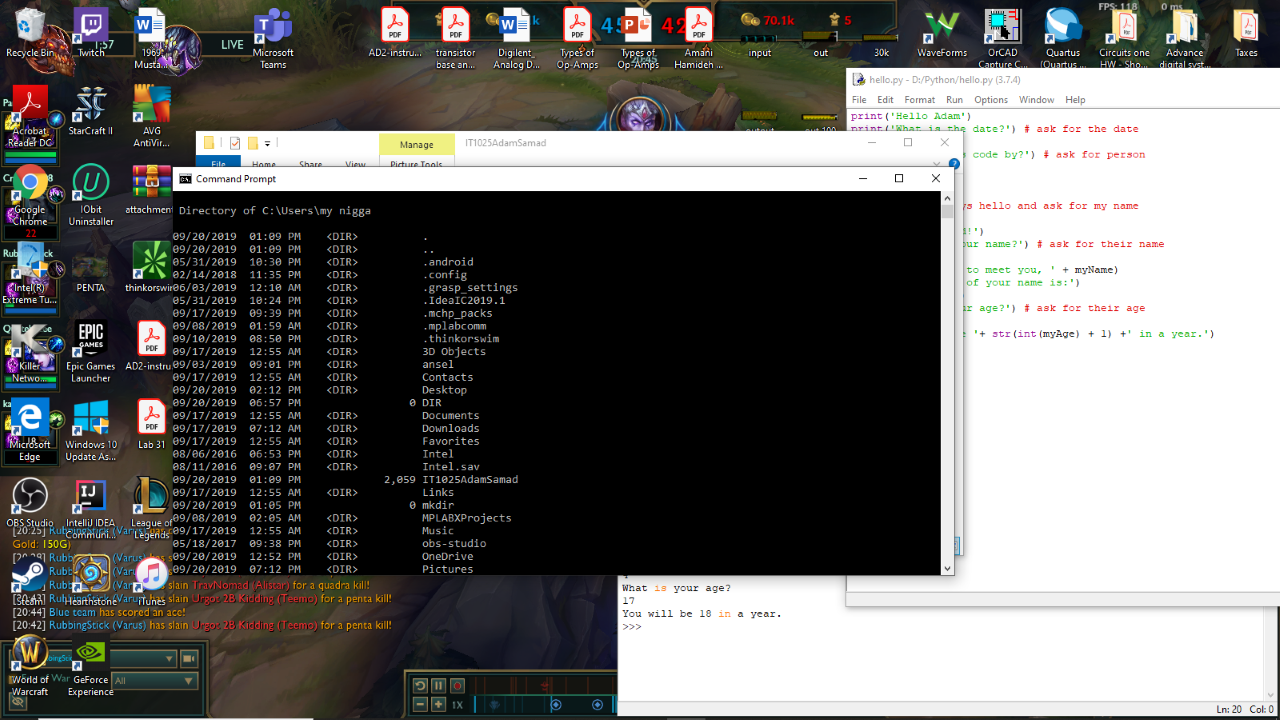 FPS: 118 0 ms
Recycle Bin
Twitch
LIVE
Microsoft
Teams
AD2-instru...
transistor
base an...
Digilent_
Analog D...
Types of
Op-Amps
Types of
Op-Amps
Amani
Hamideh ...
70.1k
5
input
out
30k
WaveForms
OrCAD
Capture C...
Quartus
(Quartus ...
Circuits one
HW - Sho...
Advance
digital syst...
Taxes
hello.py - D:/Python/hello.py (3.7.4)
File Edit Format Run Options Window Help
print('Hello Adam')
print('What is the date?') # ask for the date
code by?') # ask for person
s hello and ask for my name
!')
our name?') # ask for their name
to meet you, ' + myName)
of your name is:')
ur age?') # ask for their age
'+ str(int(myAge) + 1) +' in a year.')
Acrobat
Reader DC
StarCraft II
AVG
AntiVir...
Google
Chrome
22
IObit
Uninstaller
attachment
Intel(R)
Extreme Tu...
PENTA
thinkorswim
Killer
Netwo...
Epic Games
Launcher
AD2-instru
Microsoft
Edge
Windows 10
Update As...
Lab 31
OBS Studio
IntelliJ IDEA
Communi...
League of
Legends
Steam
Hearthstone
iTunes
World of
Warcraft
GeForce
Experience
Manage
IT1025AdamSamad
File Home Share View Picture Tools
Command Prompt
Directory of C:\Users\my nigga
09/20/2019 01:09 PM <DIR> .
09/20/2019 01:09 PM <DIR> ..
05/31/2019 10:30 PM <DIR> .android
02/14/2018 11:35 PM <DIR> .config
06/03/2019 12:10 AM <DIR> .grasp_settings
05/31/2019 10:24 PM <DIR> .IdeaIC2019.1
09/17/2019 09:39 PM <DIR> .mchp_packs
09/08/2019 01:59 AM <DIR> .mplabcomm
09/10/2019 08:50 PM <DIR> .thinkorswim
09/17/2019 12:55 AM <DIR> 3D Objects
09/03/2019 09:01 PM <DIR> ansel
09/17/2019 12:55 AM <DIR> Contacts
09/20/2019 02:12 PM <DIR> Desktop
09/20/2019 06:57 PM 0 DIR
09/17/2019 12:55 AM <DIR> Documents
09/17/2019 07:12 AM <DIR> Downloads
09/17/2019 12:55 AM <DIR> Favorites
08/06/2016 06:53 PM <DIR> Intel
08/11/2016 09:07 PM <DIR> Intel.sav
09/20/2019 01:09 PM 2,059 IT1025AdamSamad
09/17/2019 12:55 AM <DIR> Links
09/20/2019 01:05 PM 0 mkdir
09/08/2019 02:05 AM <DIR> MPLABXProjects
09/17/2019 12:55 AM <DIR> Music
05/18/2017 09:38 PM <DIR> obs-studio
09/20/2019 12:52 PM <DIR> OneDrive
09/20/2019 07:12 PM <DIR> Pictures
Gold: 150G)
slain TravNomad (Alistar) for a quadra kill!
slain Urgot 2B Kidding (Teemo) for a penta kill!
[20:44] Blue team has scored an ace!
[20:42] RubbingStick (Varus) has slain Urgot 2B Kidding (Teemo) for a penta kill!
All
1X
What is your age?
17
You will be 18 in a year.
>>>
Ln: 20 Col: 0